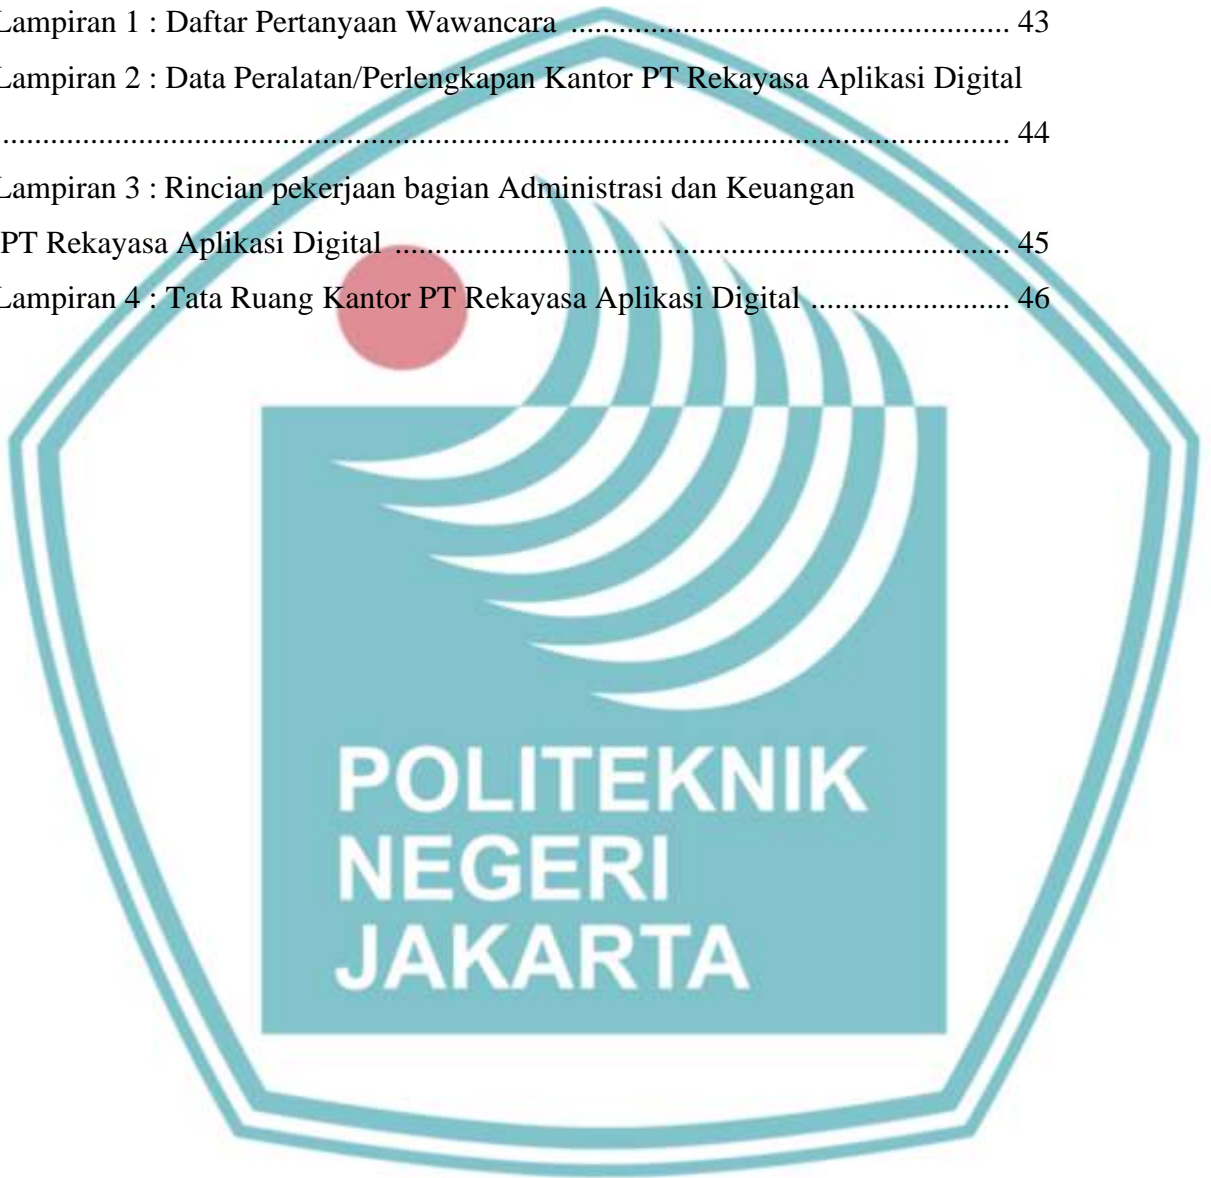 Lampiran 1 : Daftar Pertanyaan Wawancara ....................................................... 43
Lampiran 2 : Data Peralatan/Perlengkapan Kantor PT Rekayasa Aplikasi Digital
............................................................................................................................... 44
Lampiran 3 : Rincian pekerjaan bagian Administrasi dan Keuangan
PT Rekayasa Aplikasi Digital ............................................................................. 45
Lampiran 4 : Tata Ruang Kantor PT Rekayasa Aplikasi Digital ......................... 46
POLITEKNIK
NEGERI
JAKARTA